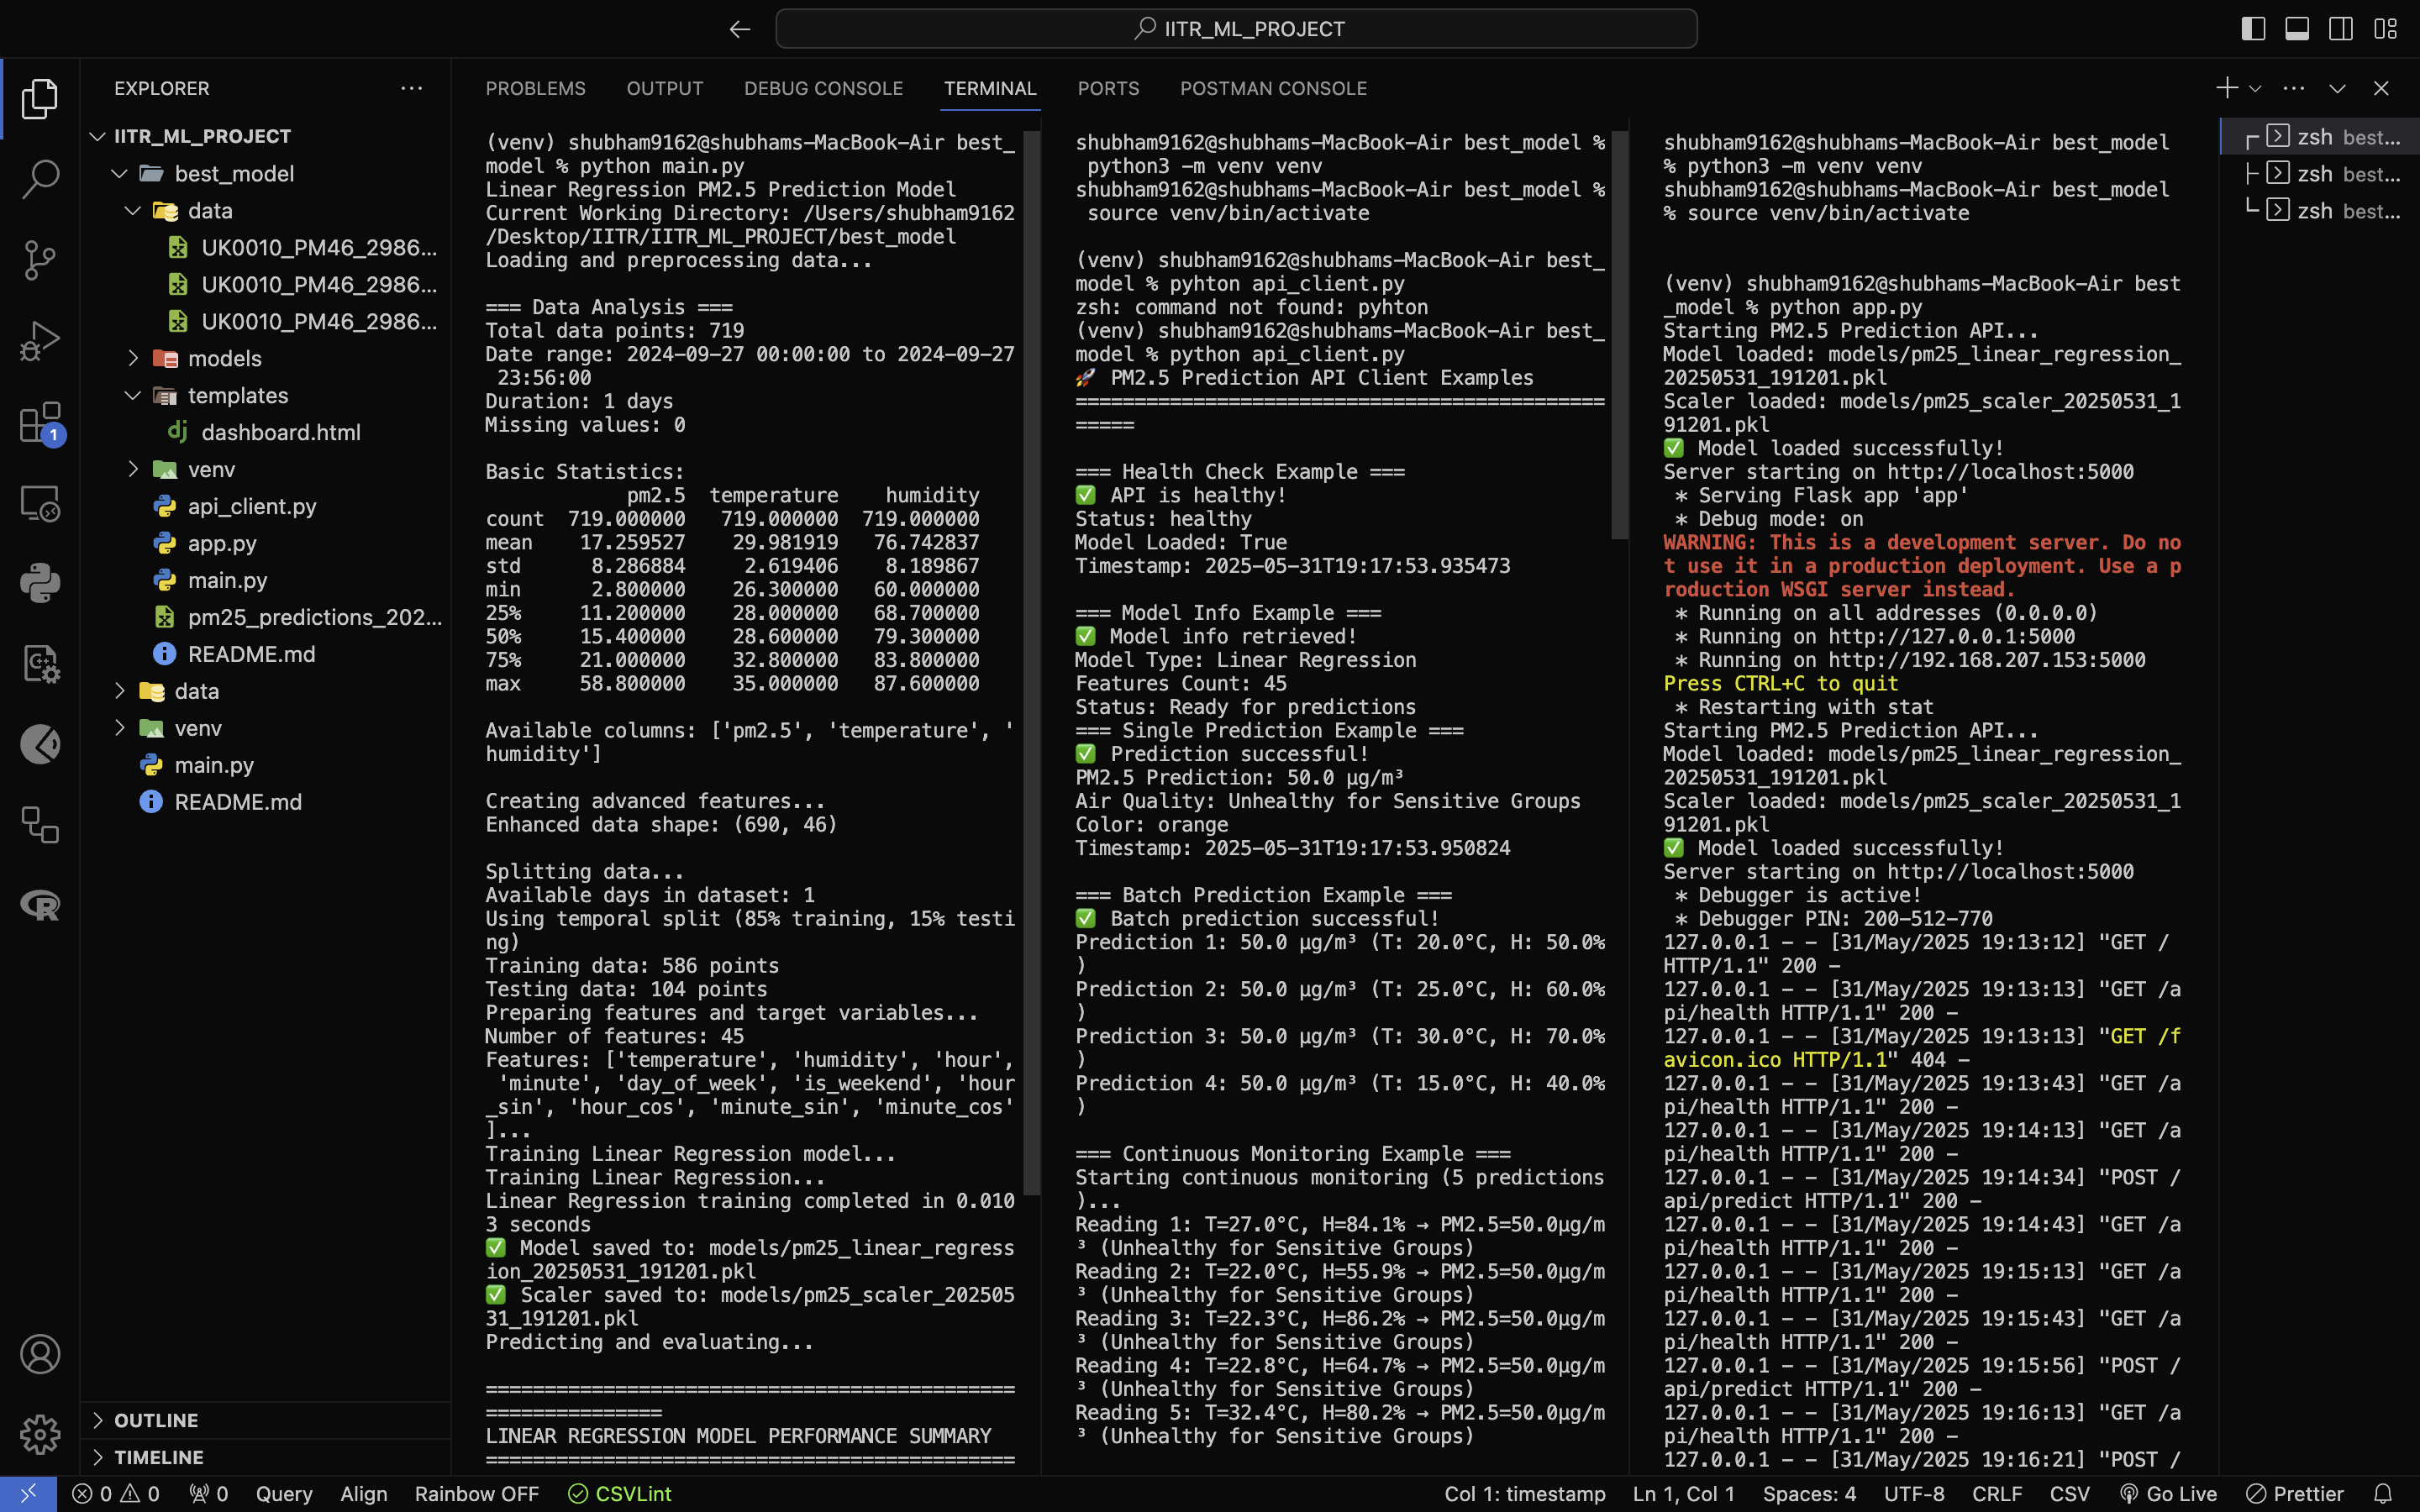 IITR_ML_PROJECT
EXPLORER
IITR_ML_PROJECT
best_model
data
UK0010_PM46_2986...
UK0010_PM46_2986...
UK0010_PM46_2986...
models
templates
dashboard.html
venv
api_client.py
app.py
main.py
pm25_predictions_202...
README.md
data
venv
main.py
README.md
OUTLINE
TIMELINE
1
PROBLEMS OUTPUT DEBUG CONSOLE TERMINAL PORTS POSTMAN CONSOLE
(venv) shubham9162@shubhams-MacBook-Air best_
model % python main.py
Linear Regression PM2.5 Prediction Model
Current Working Directory: /Users/shubham9162
/Desktop/IITR/IITR_ML_PROJECT/best_model
Loading and preprocessing data...
=== Data Analysis ===
Total data points: 719
Date range: 2024-09-27 00:00:00 to 2024-09-27
23:56:00
Duration: 1 days
Missing values: 0
Basic Statistics:
pm2.5 temperature humidity
count 719.000000 719.000000 719.000000
mean 17.259527 29.981919 76.742837
std 8.286884 2.619406 8.189867
min 2.800000 26.300000 60.000000
25% 11.200000 28.000000 68.700000
50% 15.400000 28.600000 79.300000
75% 21.000000 32.800000 83.800000
max 58.800000 35.000000 87.600000
Available columns: ['pm2.5', 'temperature', '
humidity']
Creating advanced features...
Enhanced data shape: (690, 46)
Splitting data...
Available days in dataset: 1
Using temporal split (85% training, 15% testi
ng)
Training data: 586 points
Testing data: 104 points
Preparing features and target variables...
Number of features: 45
Features: ['temperature', 'humidity', 'hour',
'minute', 'day_of_week', 'is_weekend', 'hour
_sin', 'hour_cos', 'minute_sin', 'minute_cos'
]...
Training Linear Regression model...
Training Linear Regression...
Linear Regression training completed in 0.010
3 seconds
✅ Model saved to: models/pm25_linear_regress
ion_20250531_191201.pkl
✅ Scaler saved to: models/pm25_scaler_202505
31_191201.pkl
Predicting and evaluating...
=============================================
===============
LINEAR REGRESSION MODEL PERFORMANCE SUMMARY
=============================================
shubham9162@shubhams-MacBook-Air best_model %
python3 -m venv venv
shubham9162@shubhams-MacBook-Air best_model %
source venv/bin/activate
(venv) shubham9162@shubhams-MacBook-Air best_
model % pyhton api_client.py
zsh: command not found: pyhton
(venv) shubham9162@shubhams-MacBook-Air best_
model % python api_client.py
🚀 PM2.5 Prediction API Client Examples
=============================================
=====
=== Health Check Example ===
✅ API is healthy!
Status: healthy
Model Loaded: True
Timestamp: 2025-05-31T19:17:53.935473
=== Model Info Example ===
✅ Model info retrieved!
Model Type: Linear Regression
Features Count: 45
Status: Ready for predictions
=== Single Prediction Example ===
✅ Prediction successful!
PM2.5 Prediction: 50.0 μg/m³
Air Quality: Unhealthy for Sensitive Groups
Color: orange
Timestamp: 2025-05-31T19:17:53.950824
=== Batch Prediction Example ===
✅ Batch prediction successful!
Prediction 1: 50.0 μg/m³ (T: 20.0°C, H: 50.0%
)
Prediction 2: 50.0 μg/m³ (T: 25.0°C, H: 60.0%
)
Prediction 3: 50.0 μg/m³ (T: 30.0°C, H: 70.0%
)
Prediction 4: 50.0 μg/m³ (T: 15.0°C, H: 40.0%
)
=== Continuous Monitoring Example ===
Starting continuous monitoring (5 predictions
)...
Reading 1: T=27.0°C, H=84.1% → PM2.5=50.0μg/m
³ (Unhealthy for Sensitive Groups)
Reading 2: T=22.0°C, H=55.9% → PM2.5=50.0μg/m
³ (Unhealthy for Sensitive Groups)
Reading 3: T=22.3°C, H=86.2% → PM2.5=50.0μg/m
³ (Unhealthy for Sensitive Groups)
Reading 4: T=22.8°C, H=64.7% → PM2.5=50.0μg/m
³ (Unhealthy for Sensitive Groups)
Reading 5: T=32.4°C, H=80.2% → PM2.5=50.0μg/m
³ (Unhealthy for Sensitive Groups)
shubham9162@shubhams-MacBook-Air best_model
% python3 -m venv venv
shubham9162@shubhams-MacBook-Air best_model
% source venv/bin/activate
(venv) shubham9162@shubhams-MacBook-Air best
_model % python app.py
Starting PM2.5 Prediction API...
Model loaded: models/pm25_linear_regression_
20250531_191201.pkl
Scaler loaded: models/pm25_scaler_20250531_1
91201.pkl
✅ Model loaded successfully!
Server starting on http://localhost:5000
* Serving Flask app 'app'
* Debug mode: on
WARNING: This is a development server. Do no
t use it in a production deployment. Use a p
roduction WSGI server instead.
* Running on all addresses (0.0.0.0)
* Running on http://127.0.0.1:5000
* Running on http://192.168.207.153:5000
Press CTRL+C to quit
* Restarting with stat
Starting PM2.5 Prediction API...
Model loaded: models/pm25_linear_regression_
20250531_191201.pkl
Scaler loaded: models/pm25_scaler_20250531_1
91201.pkl
✅ Model loaded successfully!
Server starting on http://localhost:5000
* Debugger is active!
* Debugger PIN: 200-512-770
127.0.0.1 - - [31/May/2025 19:13:12] "GET /
HTTP/1.1" 200 -
127.0.0.1 - - [31/May/2025 19:13:13] "GET /a
pi/health HTTP/1.1" 200 -
127.0.0.1 - - [31/May/2025 19:13:13] "GET /f
avicon.ico HTTP/1.1" 404 -
127.0.0.1 - - [31/May/2025 19:13:43] "GET /a
pi/health HTTP/1.1" 200 -
127.0.0.1 - - [31/May/2025 19:14:13] "GET /a
pi/health HTTP/1.1" 200 -
127.0.0.1 - - [31/May/2025 19:14:34] "POST /
api/predict HTTP/1.1" 200 -
127.0.0.1 - - [31/May/2025 19:14:43] "GET /a
pi/health HTTP/1.1" 200 -
127.0.0.1 - - [31/May/2025 19:15:13] "GET /a
pi/health HTTP/1.1" 200 -
127.0.0.1 - - [31/May/2025 19:15:43] "GET /a
pi/health HTTP/1.1" 200 -
127.0.0.1 - - [31/May/2025 19:15:56] "POST /
api/predict HTTP/1.1" 200 -
127.0.0.1 - - [31/May/2025 19:16:13] "GET /a
pi/health HTTP/1.1" 200 -
127.0.0.1 - - [31/May/2025 19:16:21] "POST /
zsh best...
zsh best...
zsh best...
0 0 0 Query Align Rainbow OFF CSVLint Col 1: timestamp Ln 1, Col 1 Spaces: 4 UTF-8 CRLF CSV Go Live Prettier